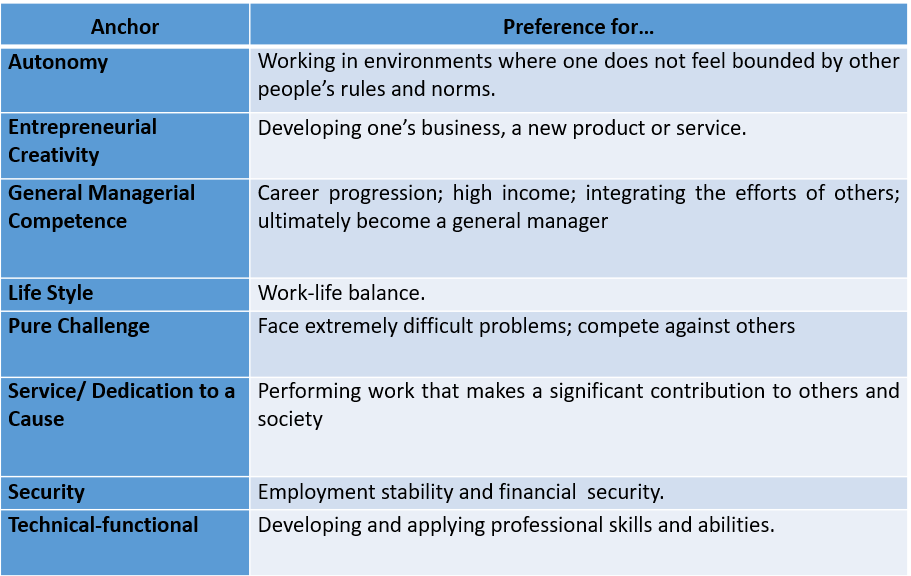 Anchor Preference for…
Autonomy Working in environments where one does not feel bounded by other
people’s rules and norms.
Entrepreneurial Developing one’s business, a new product or service.
Creativity
General Managerial Career progression; high income; integrating the efforts of others;
Competence ultimately become a general manager
Life Style Work-life balance.
Pure Challenge Face extremely difficult problems; compete against others
Service/ Dedication to a Performing work that makes a significant contribution to others and
Cause society
Security Employment stability and financial  security.
Technical-functional Developing and applying professional skills and abilities.